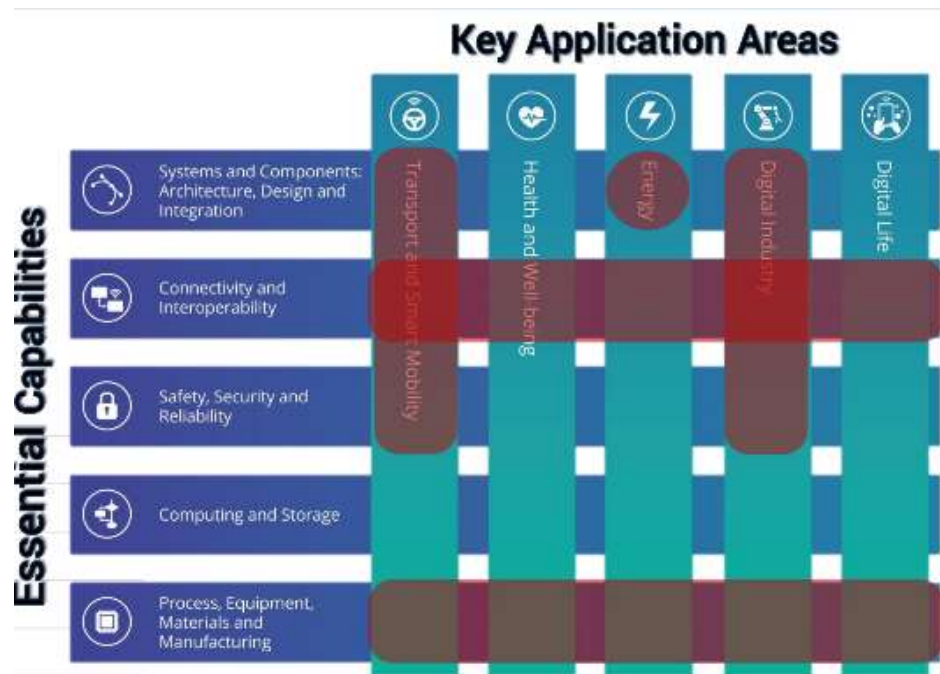 Key Application Areas
Transport and Smart Mobility
Health and Well-being
Energy
Digital Industry
Digital Life
Essential Capabilities
Systems and Components:
Architecture, Design and
Integration
Connectivity and
Interoperability
Safety, Security and
Reliability
Computing and Storage
Process, Equipment,
Materials and
Manufacturing